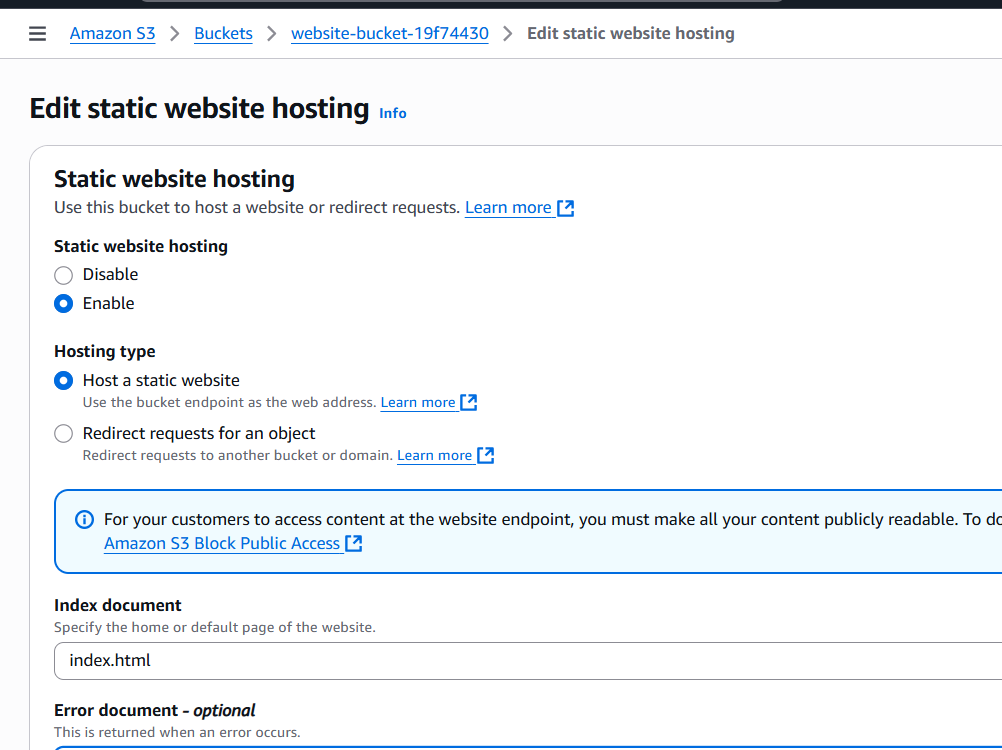 Amazon S3 > Buckets > website-bucket-19f74430 > Edit static website hosting
Edit static website hosting Info
Static website hosting
Use this bucket to host a website or redirect requests. Learn more
Static website hosting
Disable
Enable
Hosting type
Host a static website
Use the bucket endpoint as the web address. Learn more
Redirect requests for an object
Redirect requests to another bucket or domain. Learn more
For your customers to access content at the website endpoint, you must make all your content publicly readable. To do
Amazon S3 Block Public Access
Index document
Specify the home or default page of the website.
index.html
Error document - optional
This is returned when an error occurs.